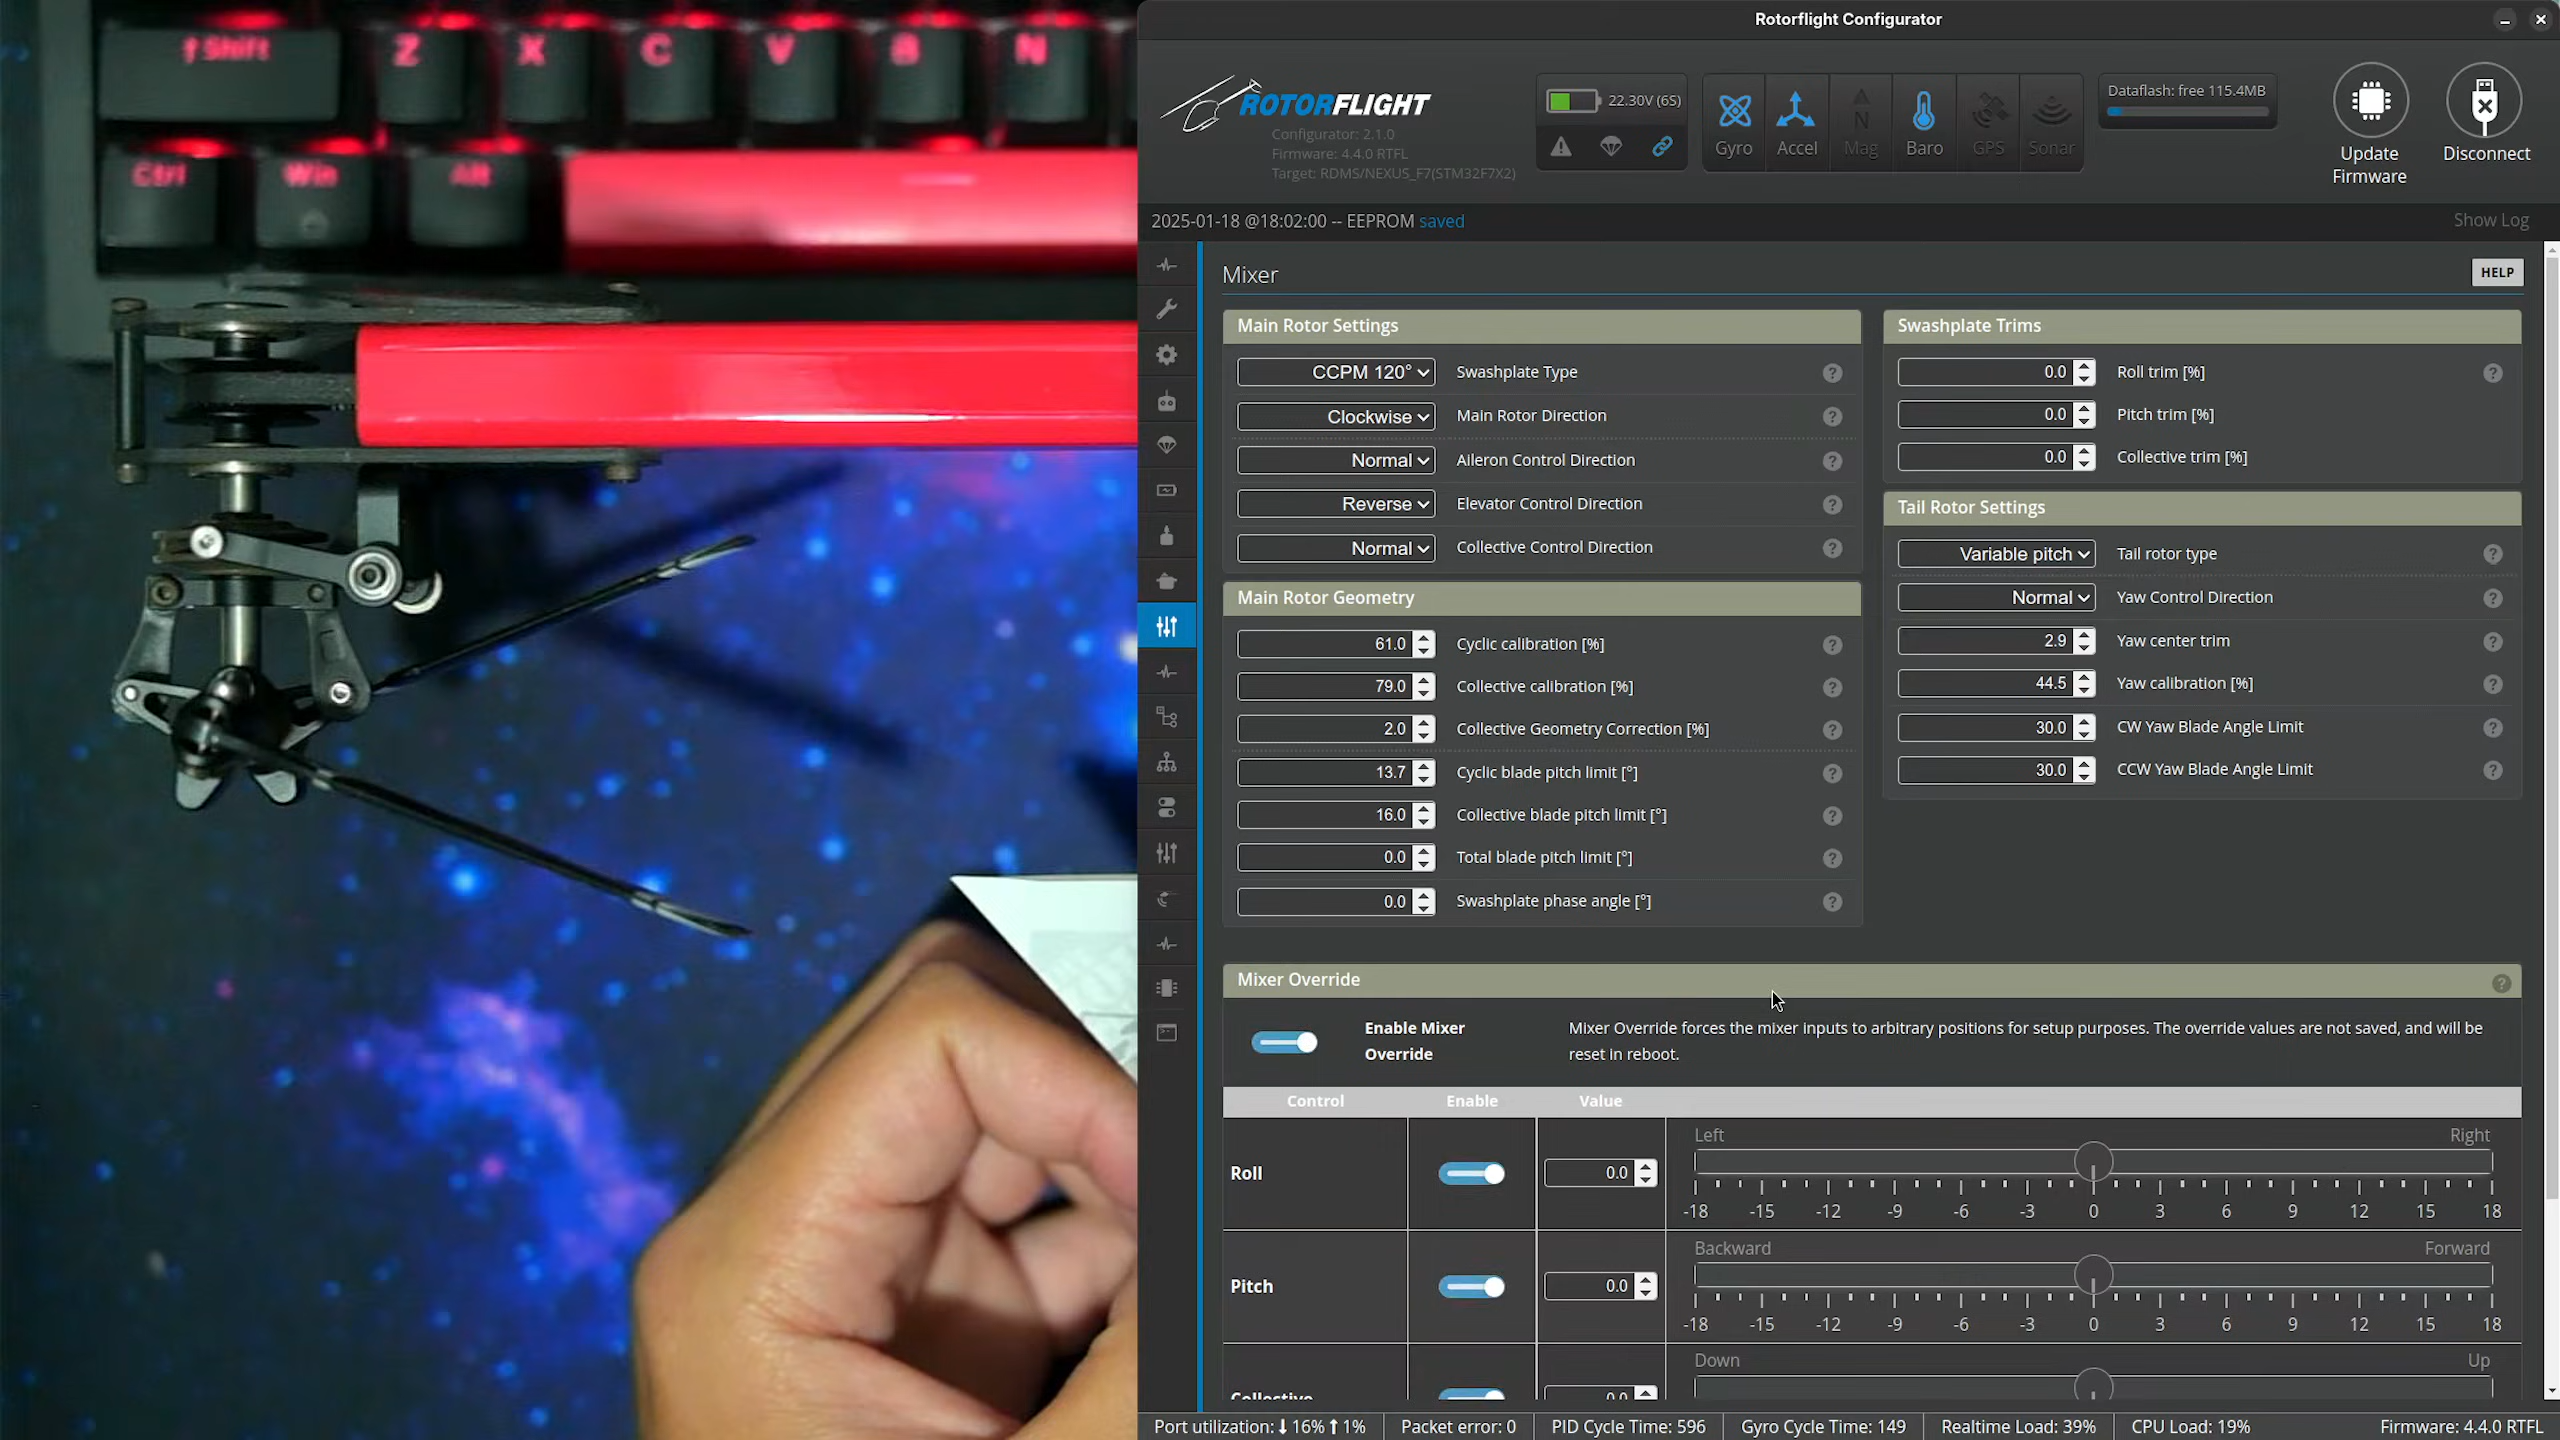 ⇑Shift Z X C V B N
Ctrl Win Alt
Rotorflight Configurator
ROTORFLIGHT
Configurator: 2.1.0
Firmware: 4.4.0 RTFL
Target: RDMS/NEXUS_F7(STM32F7X2)
22.30V (6S)
Gyro Accel Mag Baro GPS Sonar
N
Dataflash: free 115.4MB
Update Firmware
Disconnect
2025-01-18 @18:02:00 -- EEPROM saved
Show Log
Mixer
HELP
Main Rotor Settings
CCPM 120° Swashplate Type
Clockwise Main Rotor Direction
Normal Aileron Control Direction
Reverse Elevator Control Direction
Normal Collective Control Direction
Main Rotor Geometry
61.0 Cyclic calibration [%]
79.0 Collective calibration [%]
2.0 Collective Geometry Correction [%]
13.7 Cyclic blade pitch limit [°]
16.0 Collective blade pitch limit [°]
0.0 Total blade pitch limit [°]
0.0 Swashplate phase angle [°]
Swashplate Trims
0.0 Roll trim [%]
0.0 Pitch trim [%]
0.0 Collective trim [%]
Tail Rotor Settings
Variable pitch Tail rotor type
Normal Yaw Control Direction
2.9 Yaw center trim
44.5 Yaw calibration [%]
30.0 CW Yaw Blade Angle Limit
30.0 CCW Yaw Blade Angle Limit
Mixer Override
Enable Mixer Override
Mixer Override forces the mixer inputs to arbitrary positions for setup purposes. The override values are not saved, and will be
reset in reboot.
Control Enable Value
Left Right
Roll 0.0
-18 -15 -12 -9 -6 -3 0 3 6 9 12 15 18
Backward Forward
Pitch 0.0
-18 -15 -12 -9 -6 -3 0 3 6 9 12 15 18
Down Up
Collective 0.0
Port utilization: ↓ 16% ↑ 1% Packet error: 0 PID Cycle Time: 596 Gyro Cycle Time: 149 Realtime Load: 39% CPU Load: 19% Firmware: 4.4.0 RTFL